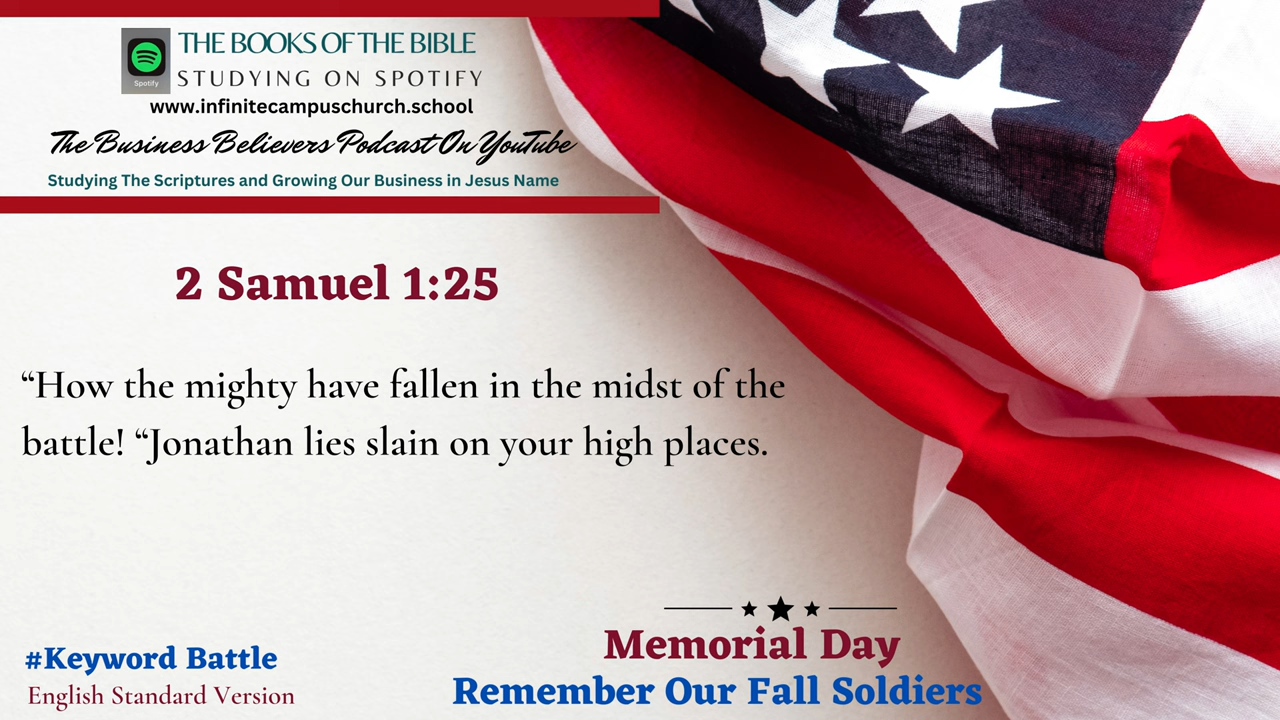 THE BOOKS OF THE BIBLE
Spotify
STUDYING ON SPOTIFY
www.infinitecampuschurch.school
The Business Believers Podcast On YouTube
Studying The Scriptures and Growing Our Business in Jesus Name
2 Samuel 1:25
“How the mighty have fallen in the midst of the
battle! “Jonathan lies slain on your high places.
#Keyword Battle
English Standard Version
Memorial Day
Remember Our Fall Soldiers